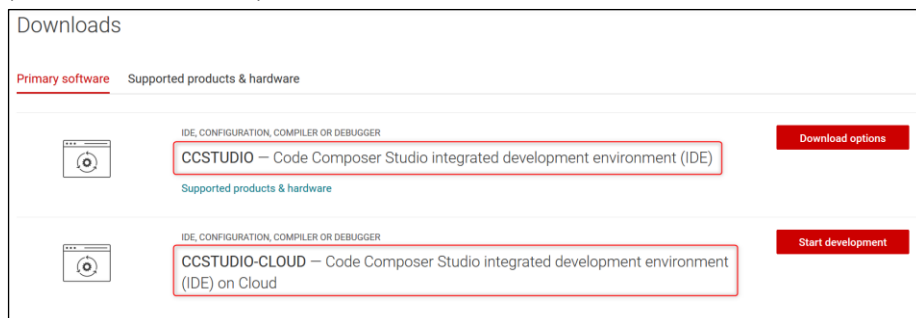 Downloads
Primary software Supported products & hardware
IDE, CONFIGURATION, COMPILER OR DEBUGGER
CCSTUDIO — Code Composer Studio integrated development environment (IDE)
Download options
Supported products & hardware
IDE, CONFIGURATION, COMPILER OR DEBUGGER
Start development
CCSTUDIO-CLOUD — Code Composer Studio integrated development environment
(IDE) on Cloud